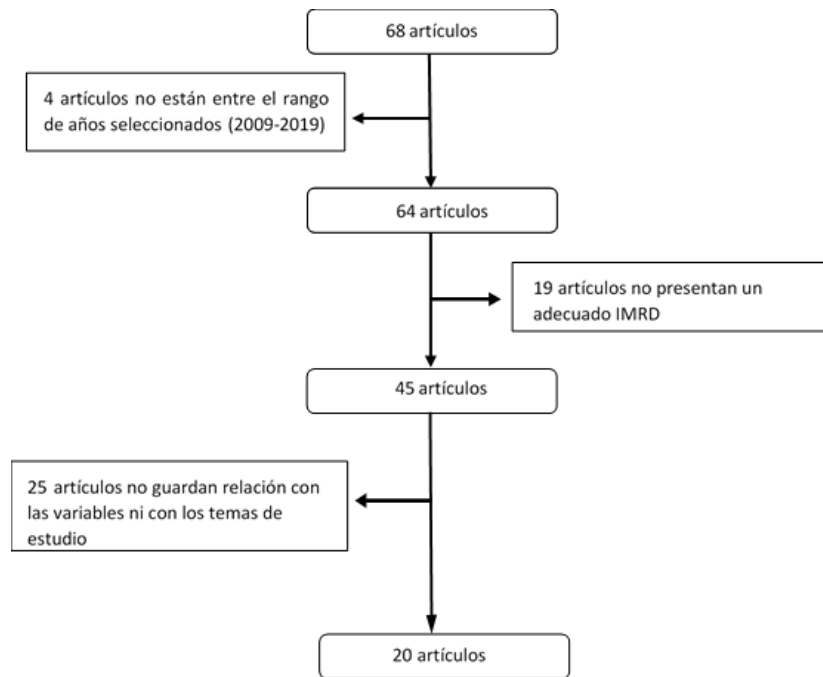 68 artículos
4 artículos no están entre el rango
de años seleccionados (2009-2019)
64 artículos
19 artículos no presentan un
adecuado IMRD
45 artículos
25 artículos no guardan relación con
las variables ni con los temas de
estudio
20 artículos